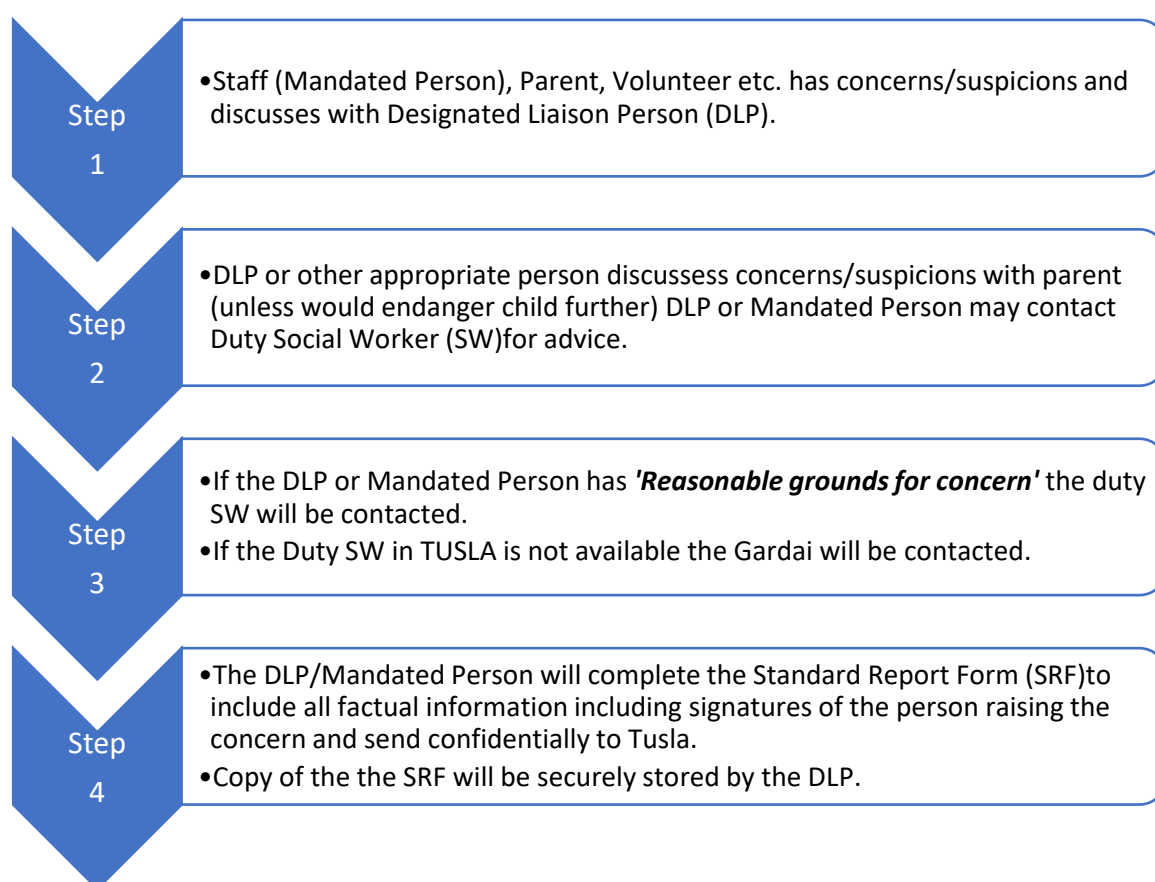 Step
1
•Staff (Mandated Person), Parent, Volunteer etc. has concerns/suspicions and
discusses with Designated Liaison Person (DLP).
Step
2
•DLP or other appropriate person discussess concerns/suspicions with parent
(unless would endanger child further) DLP or Mandated Person may contact
Duty Social Worker (SW)for advice.
Step
3
•If the DLP or Mandated Person has 'Reasonable grounds for concern' the duty
SW will be contacted.
•If the Duty SW in TUSLA is not available the Gardai will be contacted.
Step
4
•The DLP/Mandated Person will complete the Standard Report Form (SRF)to
include all factual information including signatures of the person raising the
concern and send confidentially to Tusla.
•Copy of the the SRF will be securely stored by the DLP.